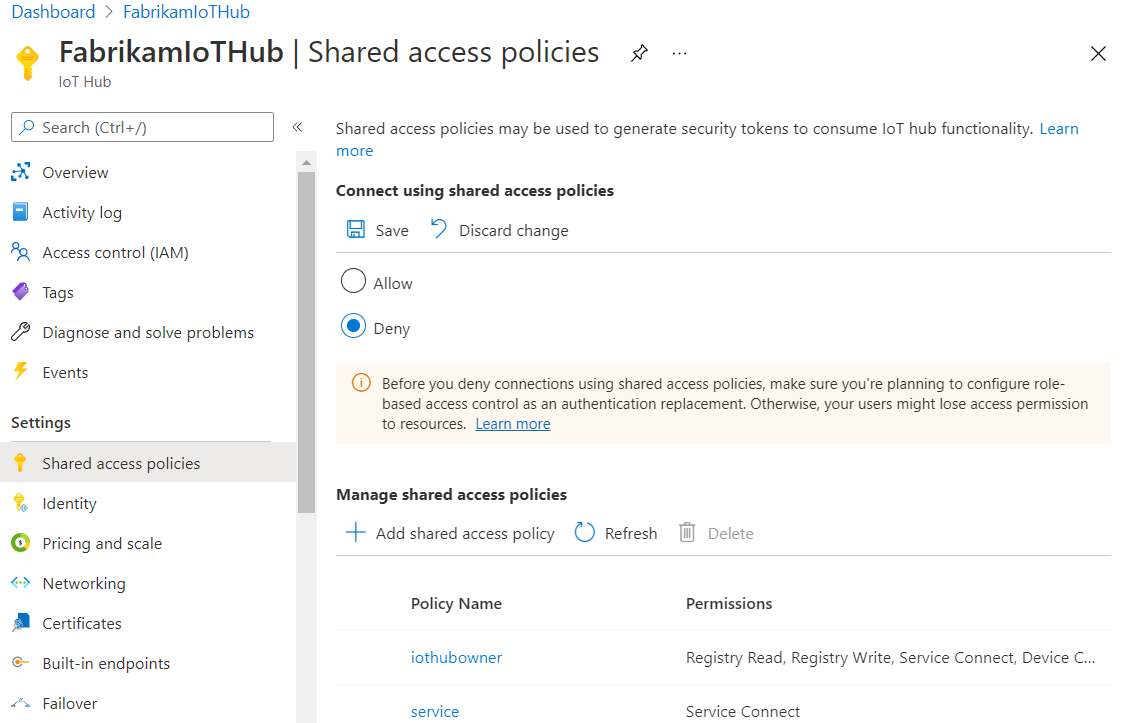 Dashboard > FabrikamIoTHub
FabrikamIoTHub | Shared access policies ...
IoT Hub
Search (Ctrl+/)
«
Overview
Activity log
Access control (IAM)
Tags
Diagnose and solve problems
Events
Settings
Shared access policies
Identity
Pricing and scale
Networking
Certificates
Built-in endpoints
Failover
Shared access policies may be used to generate security tokens to consume IoT hub functionality. Learn
more
Connect using shared access policies
Save Discard change
Allow
Deny
Before you deny connections using shared access policies, make sure you're planning to configure role-
based access control as an authentication replacement. Otherwise, your users might lose access permission
to resources. Learn more
Manage shared access policies
Add shared access policy Refresh Delete
Policy Name Permissions
iothubowner Registry Read, Registry Write, Service Connect, Device C...
service Service Connect